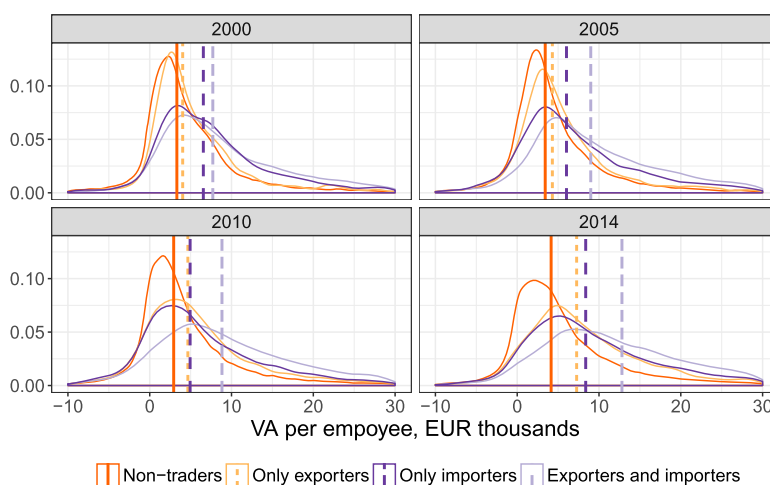 2000 2005
0.10
0.05
0.00
2010 2014
0.10
0.05
0.00
−10 0 10 20 30 −10 0 10 20 30
VA per empoyee, EUR thousands
Non−traders Only exporters Only importers Exporters and importers